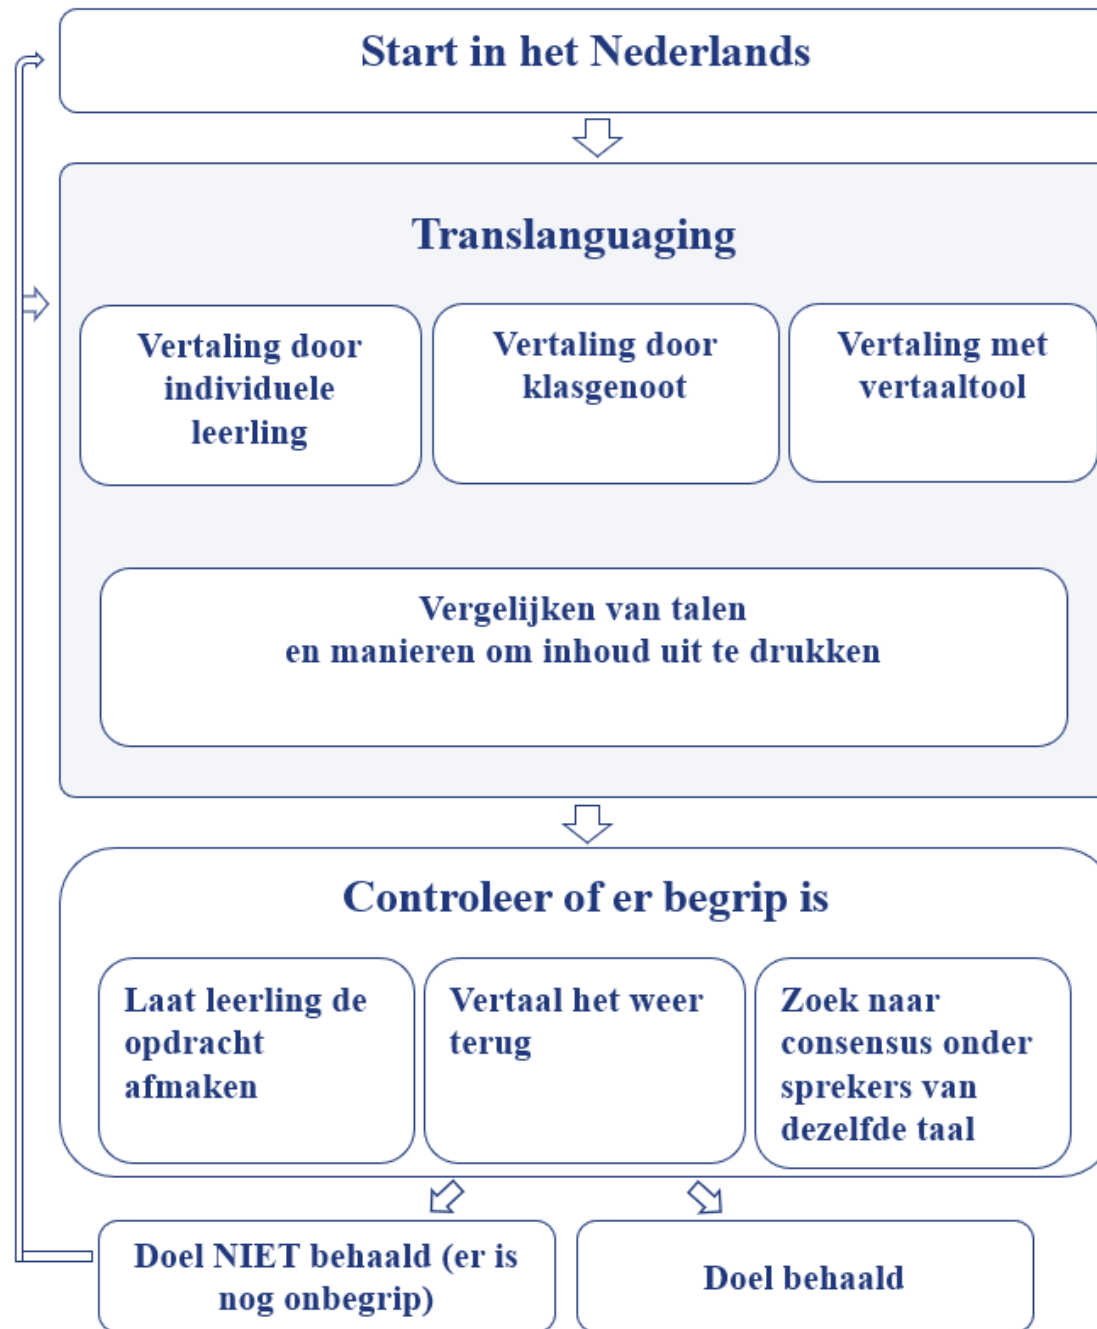 Start in het Nederlands
Translanguaging
Vertaling door
individuele
leerling
Vertaling door
klasgenoot
Vertaling met
vertaaltool
Vergelijken van talen
en manieren om inhoud uit te drukken
Controleer of er begrip is
Laat leerling de
opdracht
afmaken
Vertaal het weer
terug
Zoek naar
consensus onder
sprekers van
dezelfde taal
Doel NIET behaald (er is
nog onbegrip)
Doel behaald